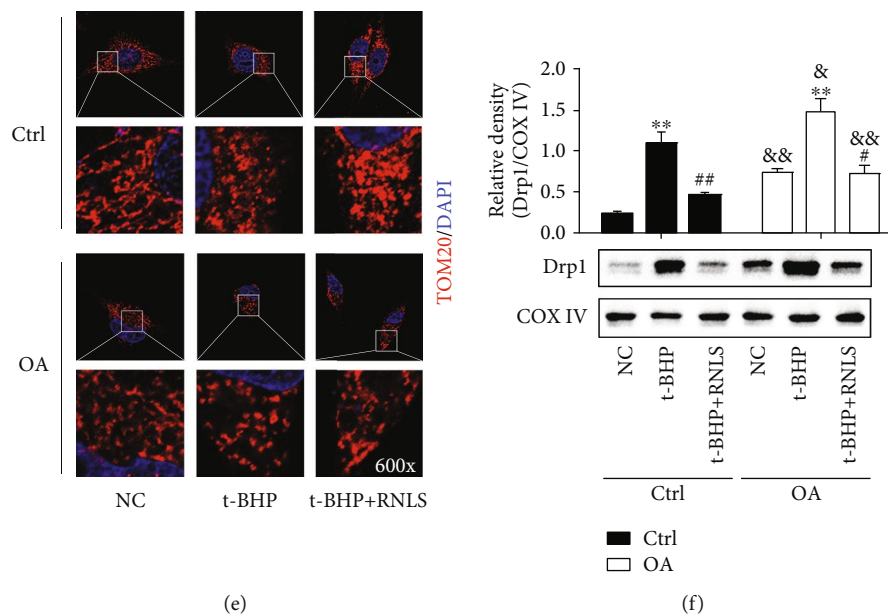 Ctrl
OA
600x
NC t-BHP t-BHP+RNLS
TOM20/DAPI
(e)
Relative density
(Drp1/COX IV)
2.0
1.5
1.0
0.5
0.0
**
##
&&
&
**
&&
#
Drp1
COX IV
NC
t-BHP
t-BHP+RNLS
NC
t-BHP
t-BHP+RNLS
Ctrl OA
Ctrl
OA
(f)